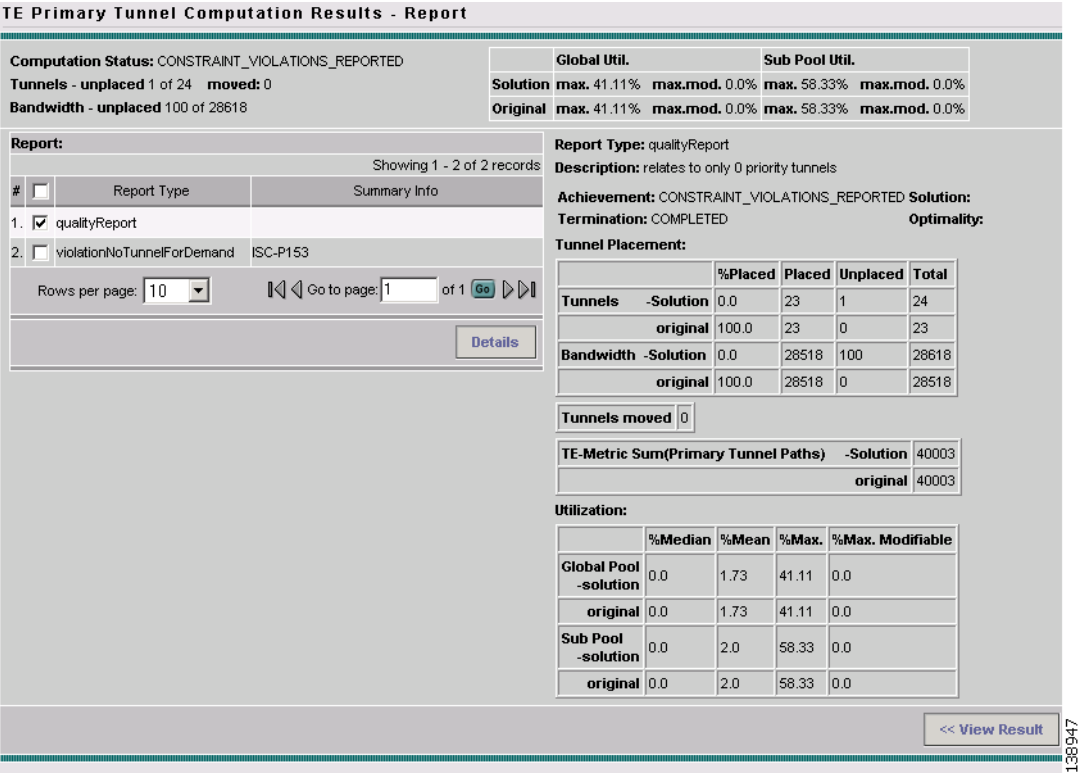 TE Primary Tunnel Computation Results - Report
Computation Status: CONSTRAINT_VIOLATIONS_REPORTED
Tunnels - unplaced 1 of 24 moved: 0
Bandwidth - unplaced 100 of 28618
Global Util. Sub Pool Util.
Solution max. 41.11% max.mod. 0.0% max. 58.33% max.mod. 0.0%
Original max. 41.11% max.mod. 0.0% max. 58.33% max.mod. 0.0%
Report:
Showing 1 - 2 of 2 records
# Report Type Summary Info
1. qualityReport
2. violationNoTunnelForDemand ISC-P153
Rows per page: 10 Go to page: 1 of 1 Go
Details
Report Type: qualityReport
Description: relates to only 0 priority tunnels
Achievement: CONSTRAINT_VIOLATIONS_REPORTED Solution:
Termination: COMPLETED Optimality:
Tunnel Placement:
%Placed Placed Unplaced Total
Tunnels -Solution 0.0 23 1 24
original 100.0 23 0 23
Bandwidth -Solution 0.0 28518 100 28618
original 100.0 28518 0 28518
Tunnels moved 0
TE-Metric Sum(Primary Tunnel Paths) -Solution 40003
original 40003
Utilization:
%Median %Mean %Max. %Max. Modifiable
Global Pool
-solution 0.0 1.73 41.11 0.0
original 0.0 1.73 41.11 0.0
Sub Pool
-solution 0.0 2.0 58.33 0.0
original 0.0 2.0 58.33 0.0
<< View Result
138947